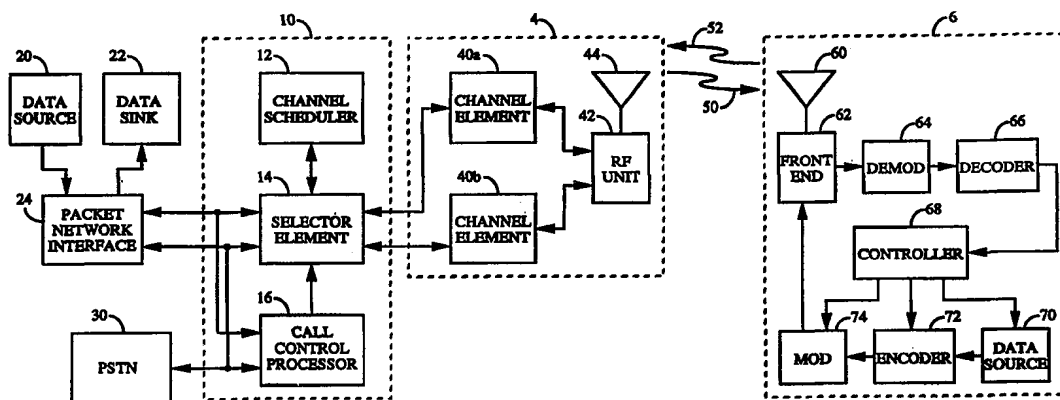 10
4
52
6
20
22
12
40a
44
60
DATA
SOURCE
DATA
SINK
CHANNEL
SCHEDULER
CHANNEL
ELEMENT
50
42
62
64
66
RF
UNIT
FRONT
END
DEMOD
DECODER
24
14
40b
PACKET
NETWORK
INTERFACE
SELECTOR
ELEMENT
CHANNEL
ELEMENT
68
CONTROLLER
30
16
74
72
70
PSTN
CALL
CONTROL
PROCESSOR
MOD
ENCODER
DATA
SOURCE